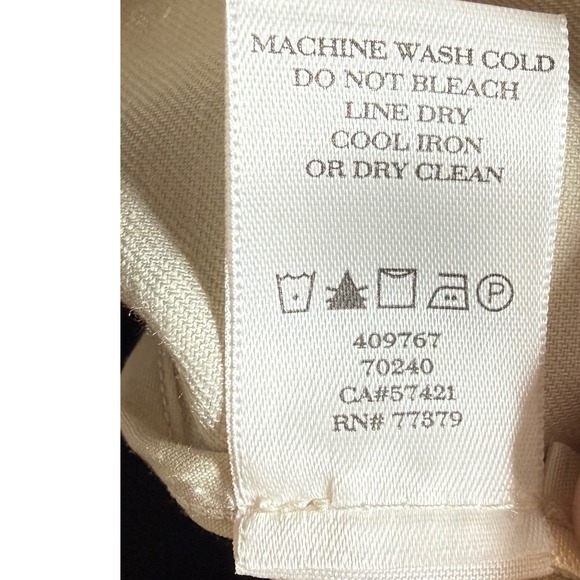 MACHINE WASH COLD
DO NOT BLEACH
LINE DRY
COOL IRON
OR DRY CLEAN
P
409767
70240
CA#57421
RN# 77379